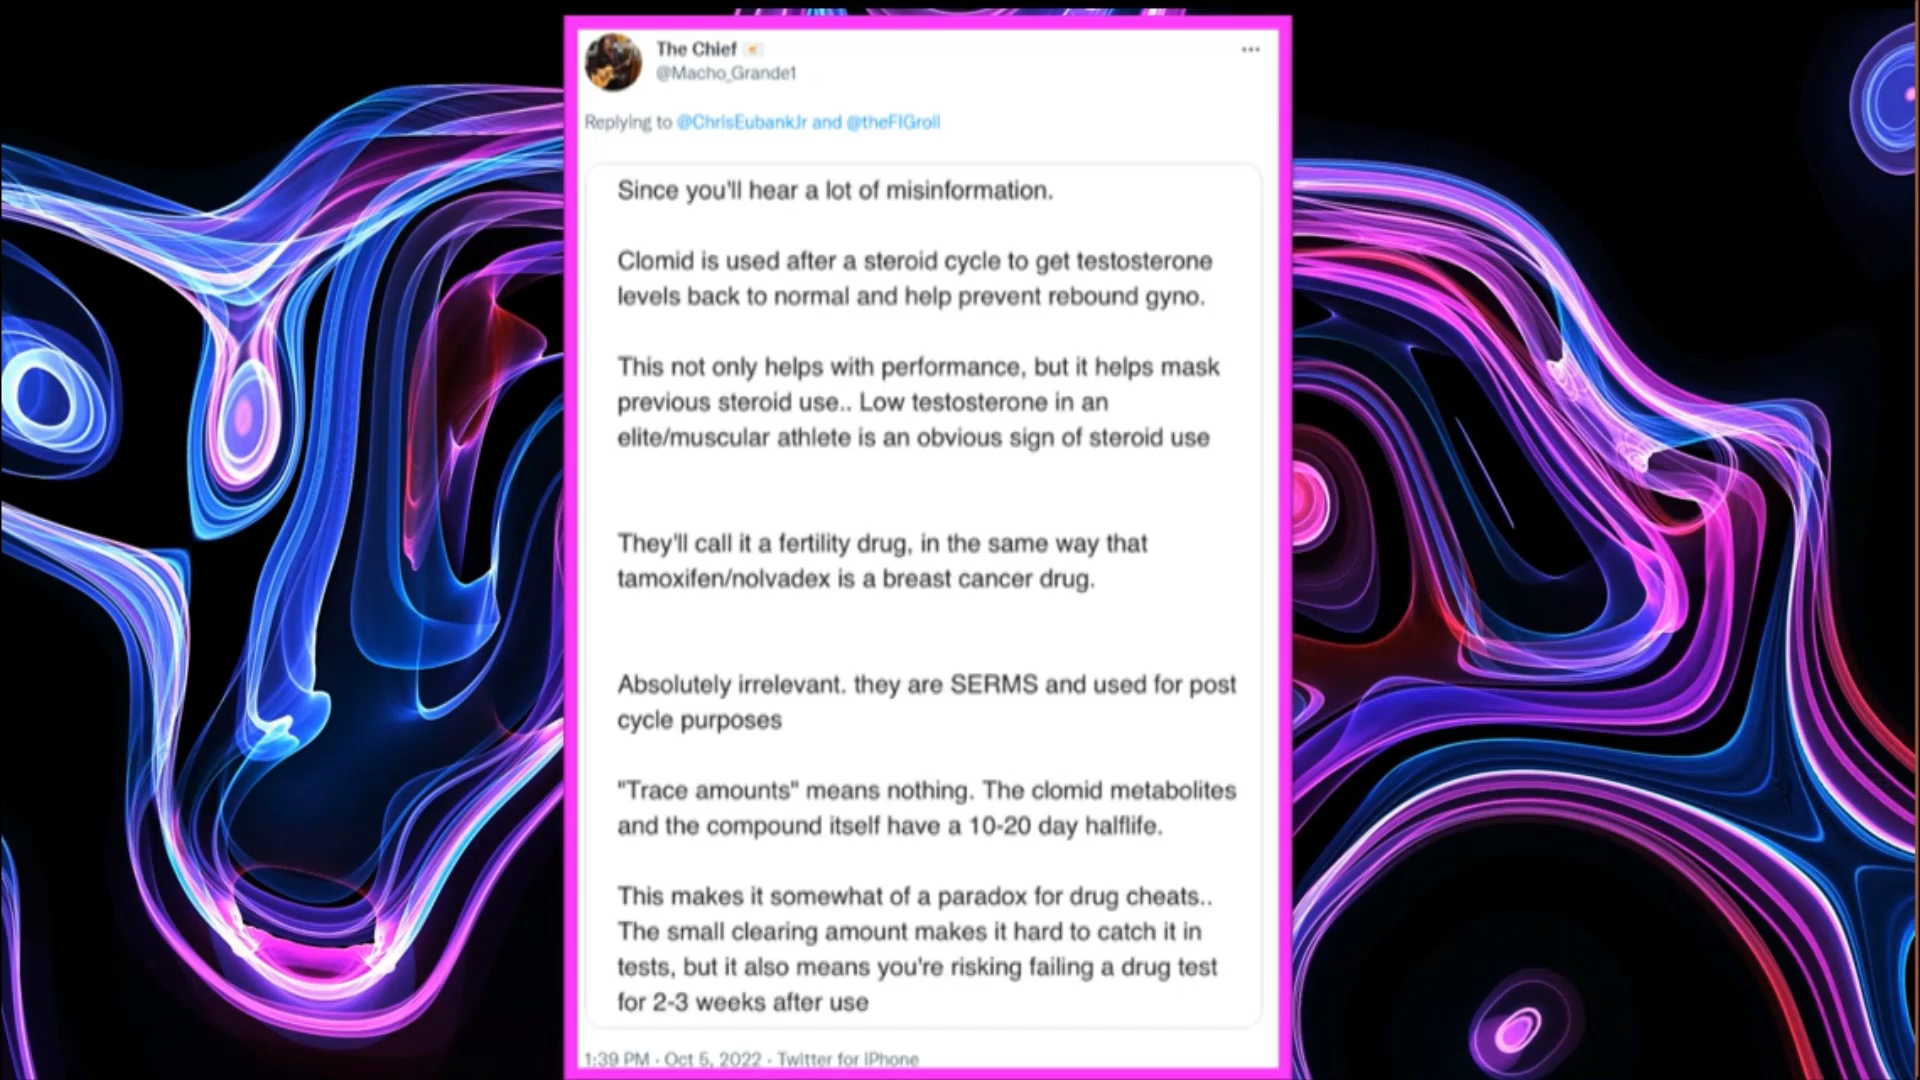 The Chief
@Macho_Grande1
Replying to @ChrisEubankJr and @theFIGroll
Since you'll hear a lot of misinformation.
Clomid is used after a steroid cycle to get testosterone
levels back to normal and help prevent rebound gyno.
This not only helps with performance, but it helps mask
previous steroid use.. Low testosterone in an
elite/muscular athlete is an obvious sign of steroid use
They'll call it a fertility drug, in the same way that
tamoxifen/nolvadex is a breast cancer drug.
Absolutely irrelevant. they are SERMS and used for post
cycle purposes
"Trace amounts" means nothing. The clomid metabolites
and the compound itself have a 10-20 day halflife.
This makes it somewhat of a paradox for drug cheats..
The small clearing amount makes it hard to catch it in
tests, but it also means you're risking failing a drug test
for 2-3 weeks after use
1:39 PM · Oct 5, 2022 · Twitter for iPhone